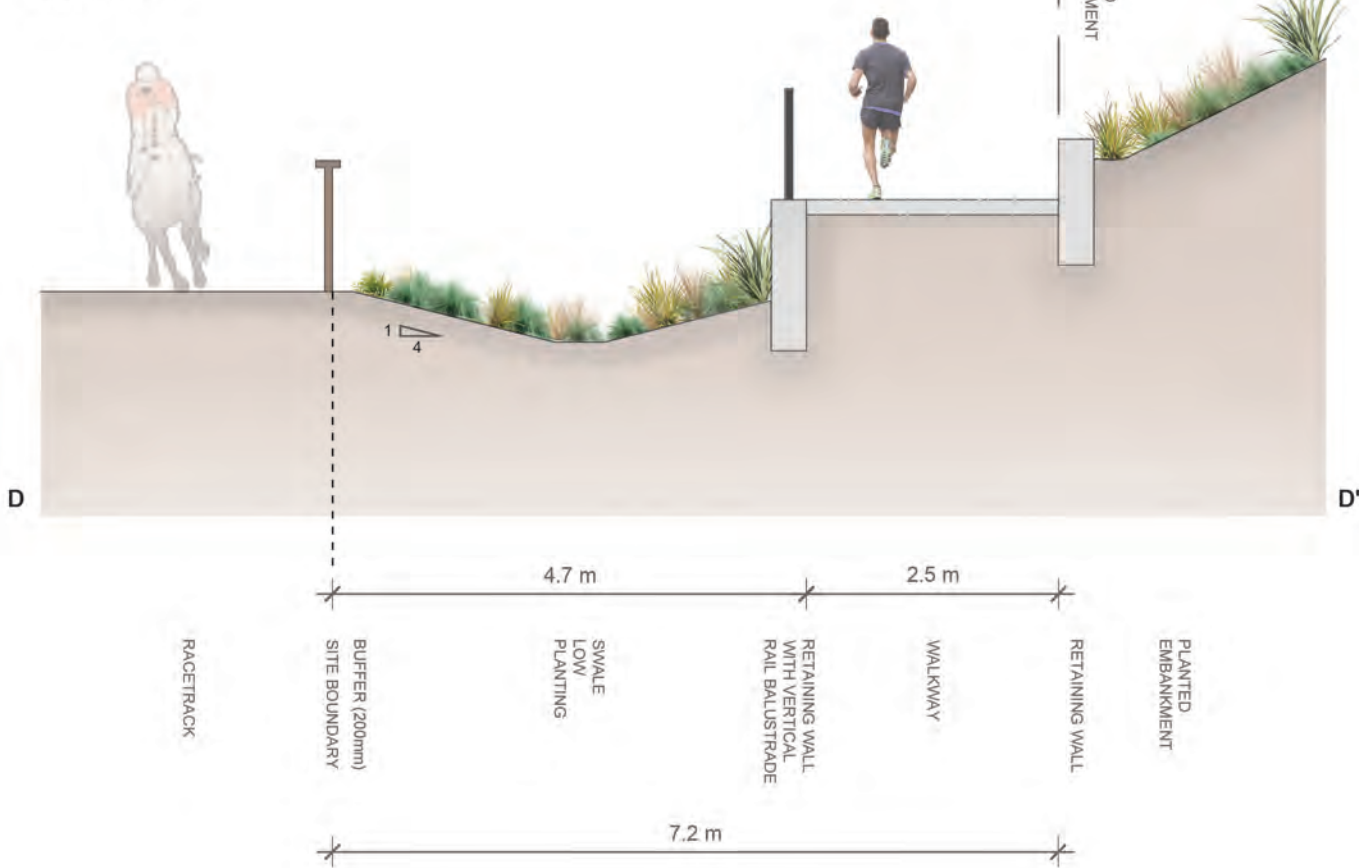 MENT
1
4
D
D'
4.7 m
2.5 m
RACETRACK
BUFFER (200mm)
SITE BOUNDARY
SWALE
LOW
PLANTING
RETAINING WALL
WITH VERTICAL
RAIL BALUSTRADE
WALKWAY
RETAINING WALL
PLANTED
EMBANKMENT
7.2 m